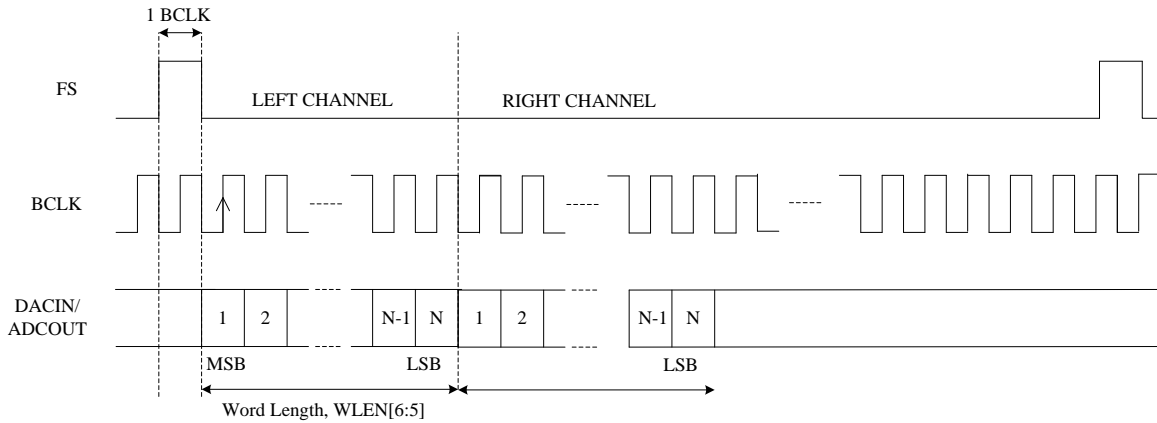 1 BCLK
FS
LEFT CHANNEL
RIGHT CHANNEL
BCLK
DACIN/
ADCOUT
1
2
N-1
N
1
2
N-1
N
MSB
LSB
LSB
Word Length, WLEN[6:5]